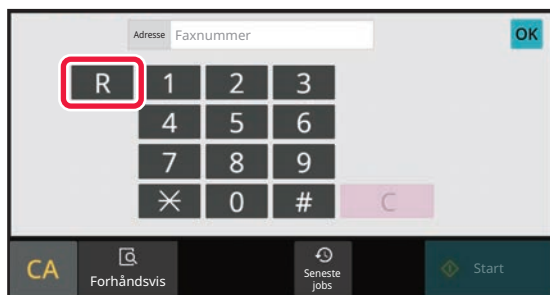 Adresse Faxnummer OK
R 1 2 3
4 5 6
7 8 9
* 0 # C
CA Forhåndsvis Seneste Start
jobs